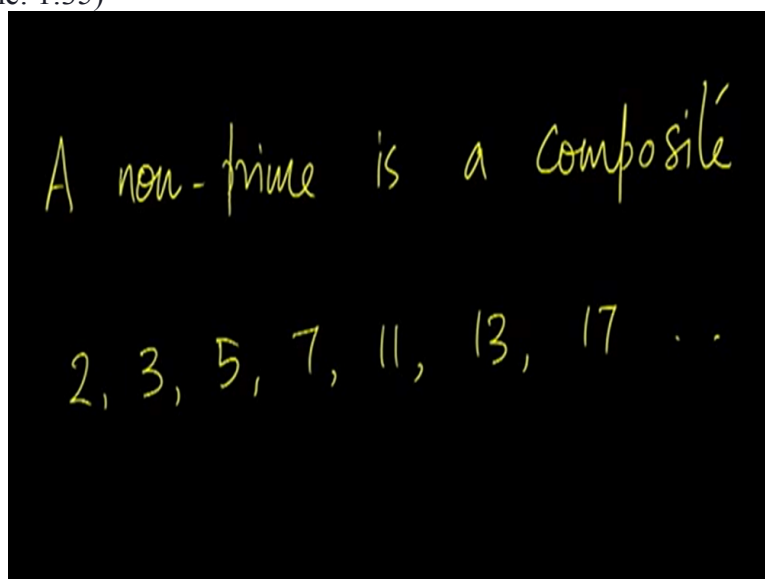 A non-prime is a composite
2, 3, 5, 7, 11, 13, 17 ..